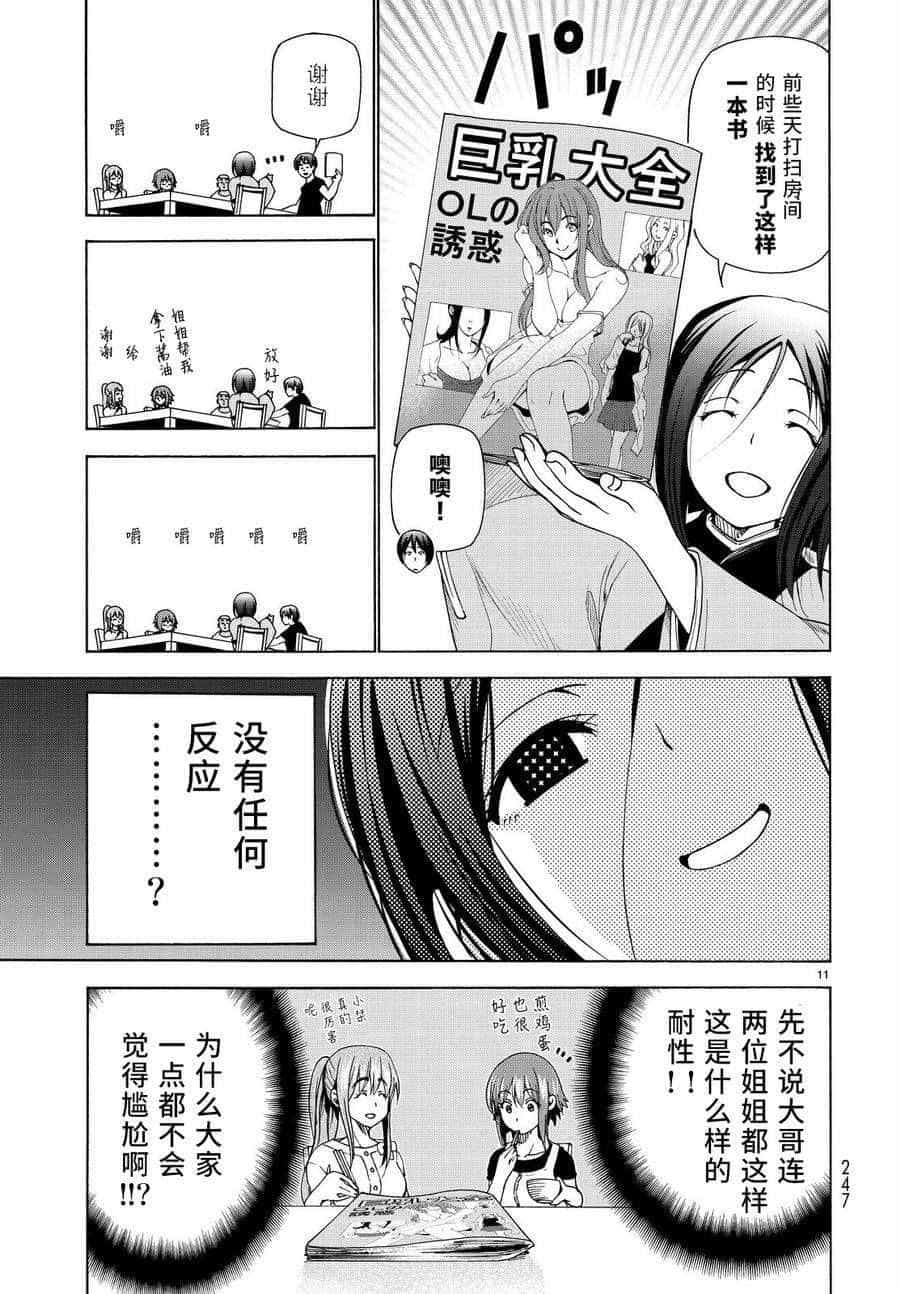 前些天打扫房间
的时候 找到了这样
一本书
パッ
巨乳大全
OLの
誘惑
噢噢！
谢
谢
嚼
嚼
放好
姐姐帮我
拿下酱油
给
谢谢
嚼
嚼
嚼
嚼
没有任何
反应
…………?
11
先不说大哥连
两位姐姐都这样
这是什么样的
耐性!!
煎鸡蛋
也很
好吃
小栞
真的
很厉害
呢
为什么大家
一点都不会
觉得尴尬啊
!!?
247